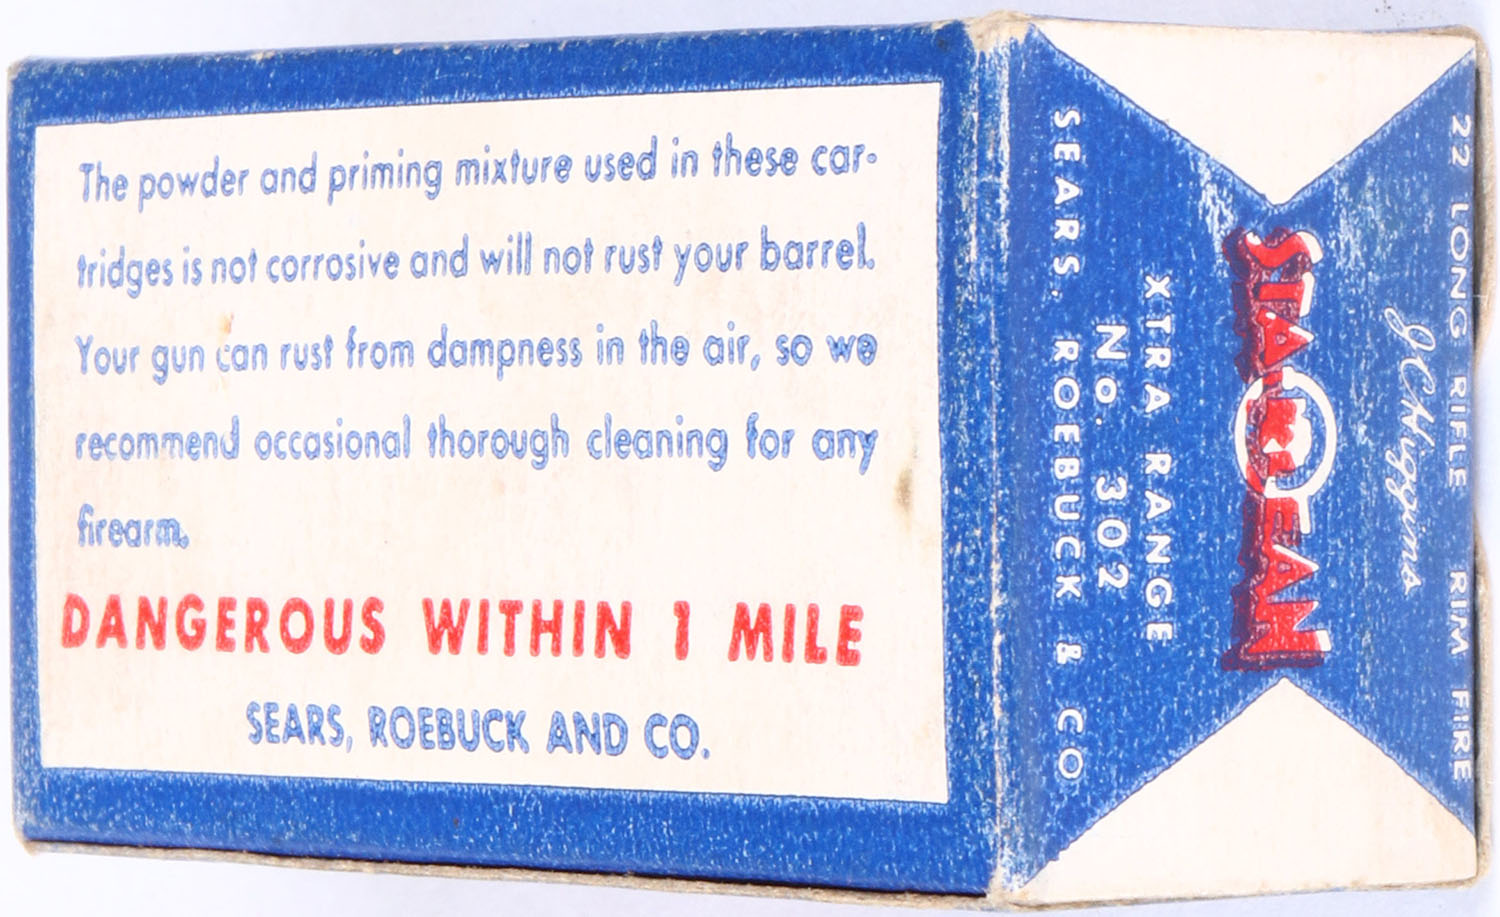 The powder and priming mixture used in these car-
tridges is not corrosive and will not rust your barrel.
Your gun can rust from dampness in the air, so we
recommend occasional thorough cleaning for any
firearm.
DANGEROUS WITHIN 1 MILE
SEARS, ROEBUCK AND CO.
22 LONG RIFLE RIM FIRE
J.C. Higgins
STA-KLEAN
XTRA RANGE
No. 302
SEARS, ROEBUCK & CO